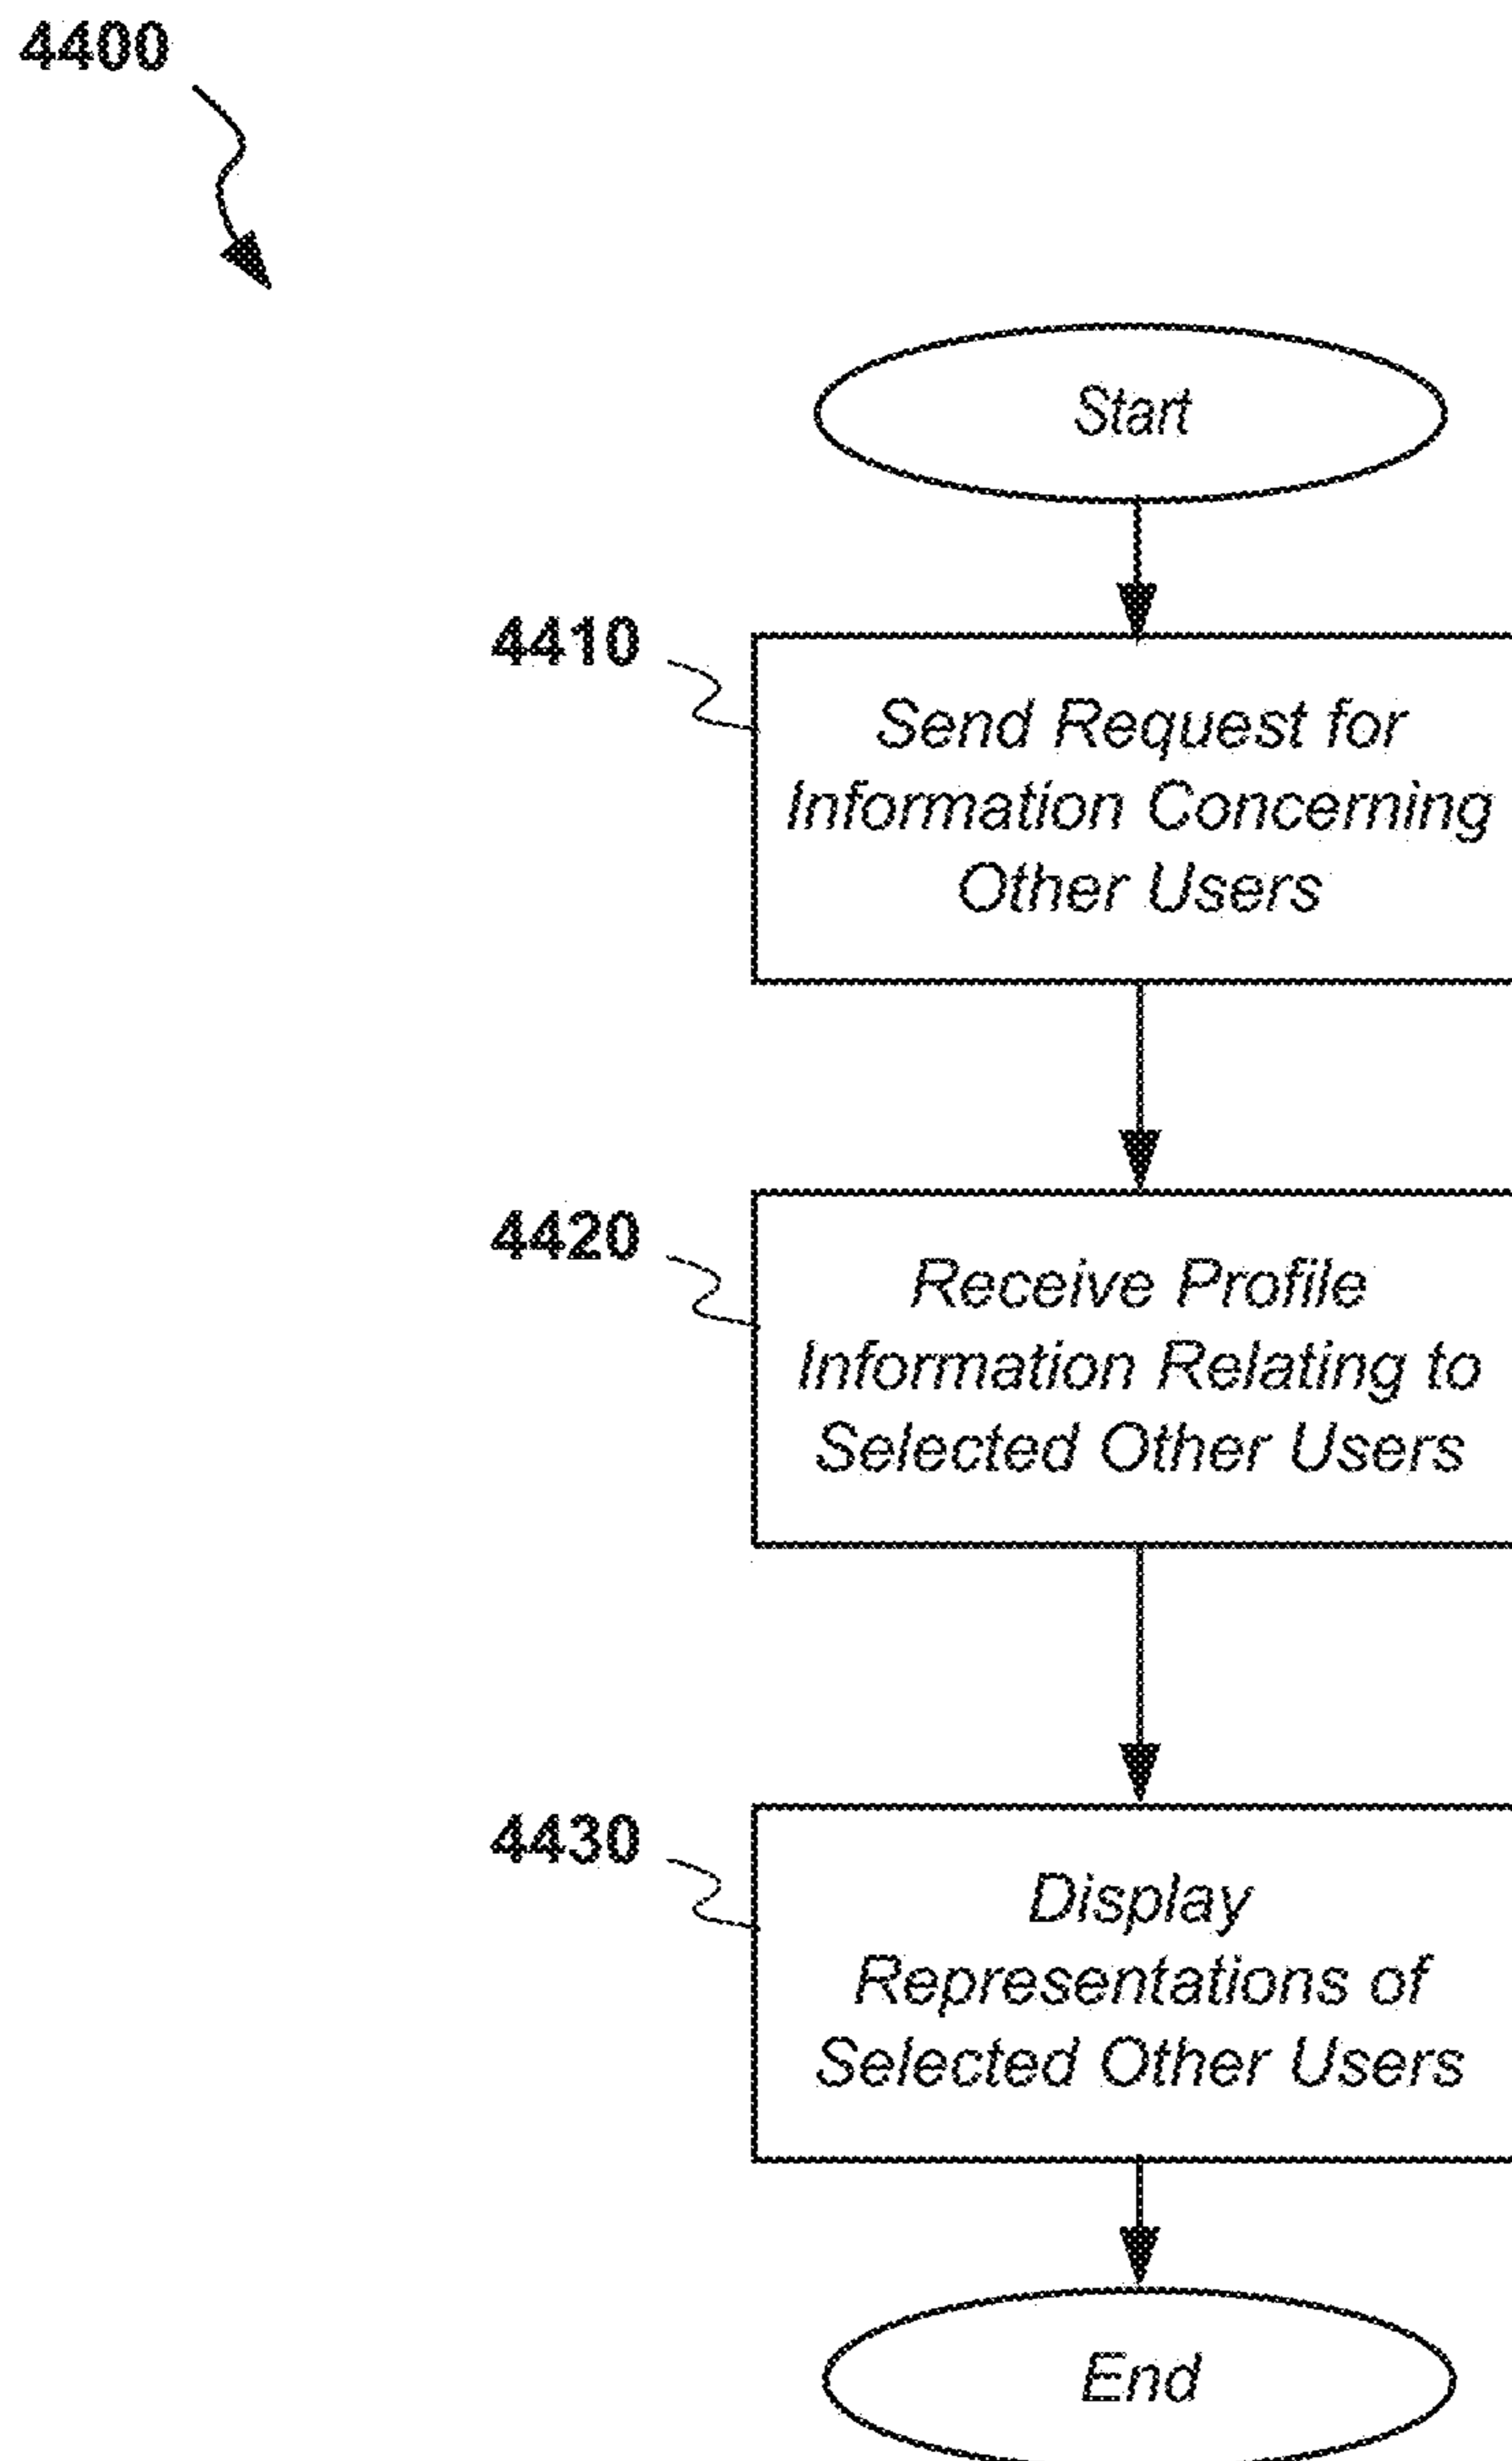 4400
Start
4410
Send Request for
Information Concerning
Other Users
4420
Receive Profile
Information Relating to
Selected Other Users
4430
Display
Representations of
Selected Other Users
End